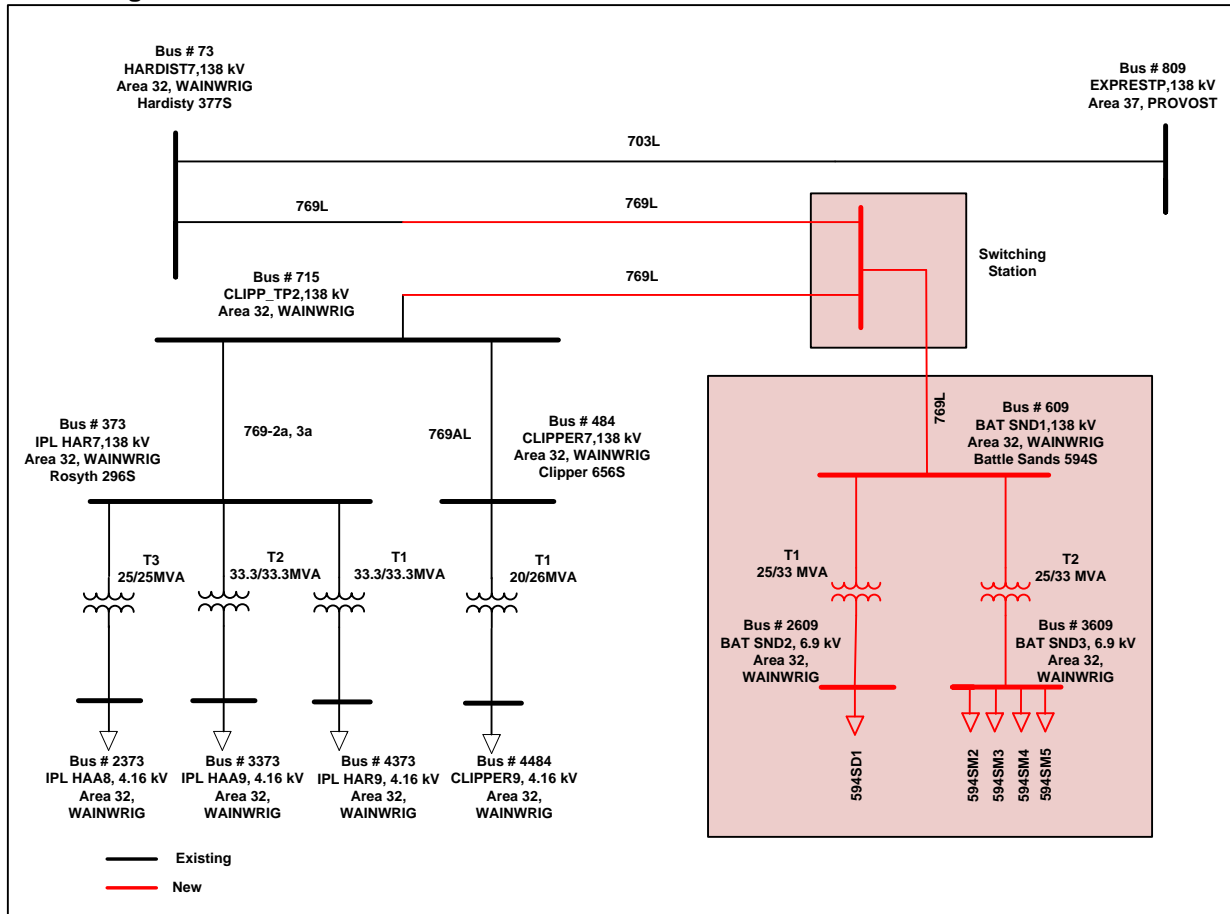 Bus # 73
HARDIST7,138 kV
Area 32, WAINWRIG
Hardisty 377S
Bus # 809
EXPRESTP,138 kV
Area 37, PROVOST
703L
769L
769L
Switching
Station
769L
Bus # 715
CLIPP_TP2,138 kV
Area 32, WAINWRIG
769L
Bus # 373
IPL HAR7,138 kV
Area 32, WAINWRIG
Rosyth 296S
769-2a, 3a
769AL
Bus # 484
CLIPPER7,138 kV
Area 32, WAINWRIG
Clipper 656S
Bus # 609
BAT SND1,138 kV
Area 32, WAINWRIG
Battle Sands 594S
T3
25/25MVA
T2
33.3/33.3MVA
T1
33.3/33.3MVA
T1
20/26MVA
T1
25/33 MVA
T2
25/33 MVA
Bus # 2609
BAT SND2, 6.9 kV
Area 32,
WAINWRIG
Bus # 3609
BAT SND3, 6.9 kV
Area 32,
WAINWRIG
594SD1
594SM2
594SM3
594SM4
594SM5
Bus # 2373
IPL HAA8, 4.16 kV
Area 32,
WAINWRIG
Bus # 3373
IPL HAA9, 4.16 kV
Area 32,
WAINWRIG
Bus # 4373
IPL HAR9, 4.16 kV
Area 32,
WAINWRIG
Bus # 4484
CLIPPER9, 4.16 kV
Area 32,
WAINWRIG
Existing
New